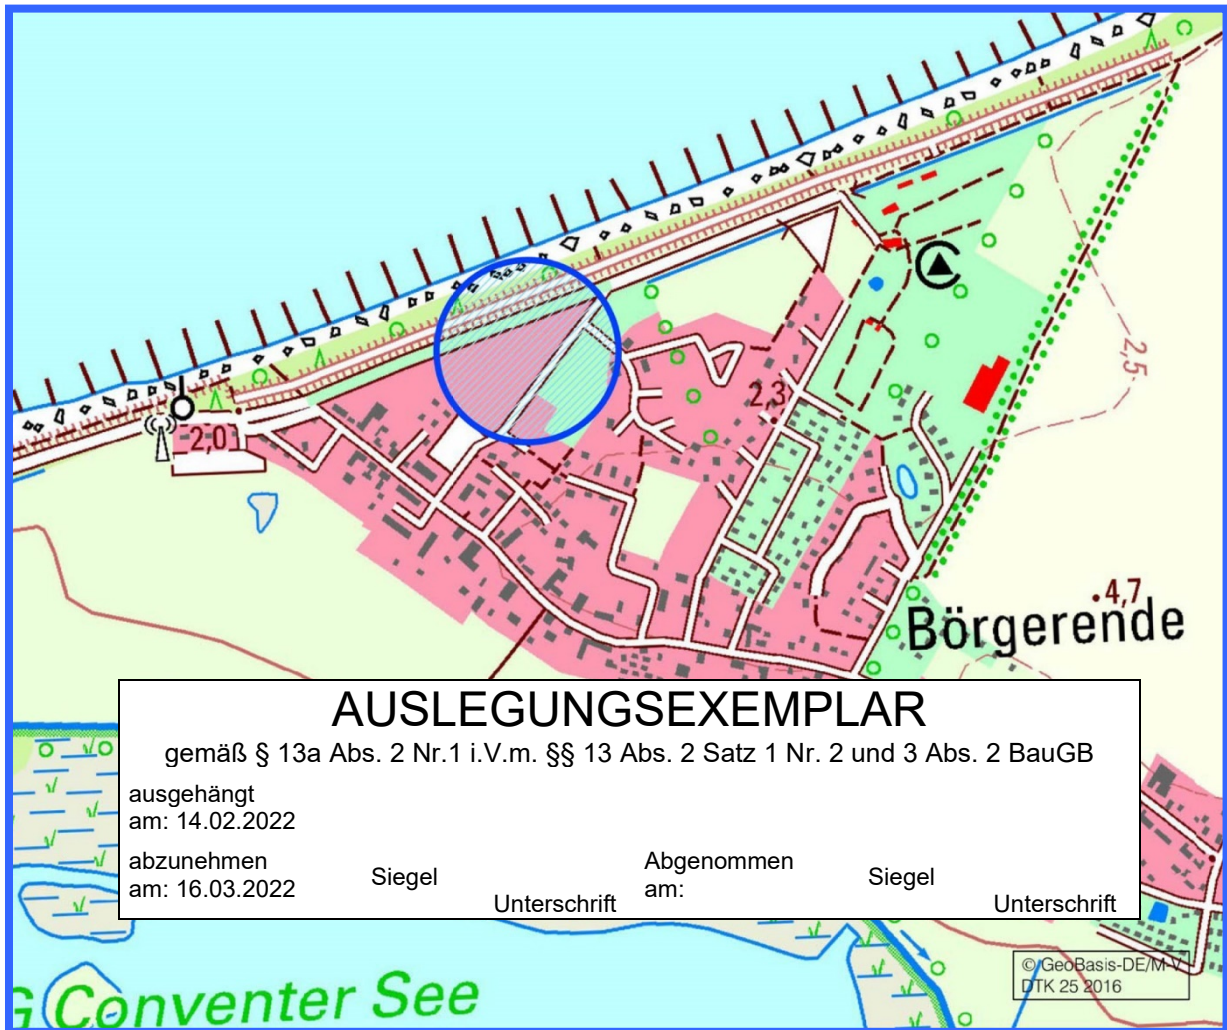 2,0
2,3
2,5
4,7
Börgerende
AUSLEGUNGSEXEMPLAR
gemäß § 13a Abs. 2 Nr.1 i.V.m. §§ 13 Abs. 2 Satz 1 Nr. 2 und 3 Abs. 2 BauGB
ausgehängt
am: 14.02.2022
abzunehmen
am: 16.03.2022
Siegel
Unterschrift
Abgenommen
am:
Siegel
Unterschrift
© GeoBasis-DE/M-V
DTK 25 2016
G Conventer See